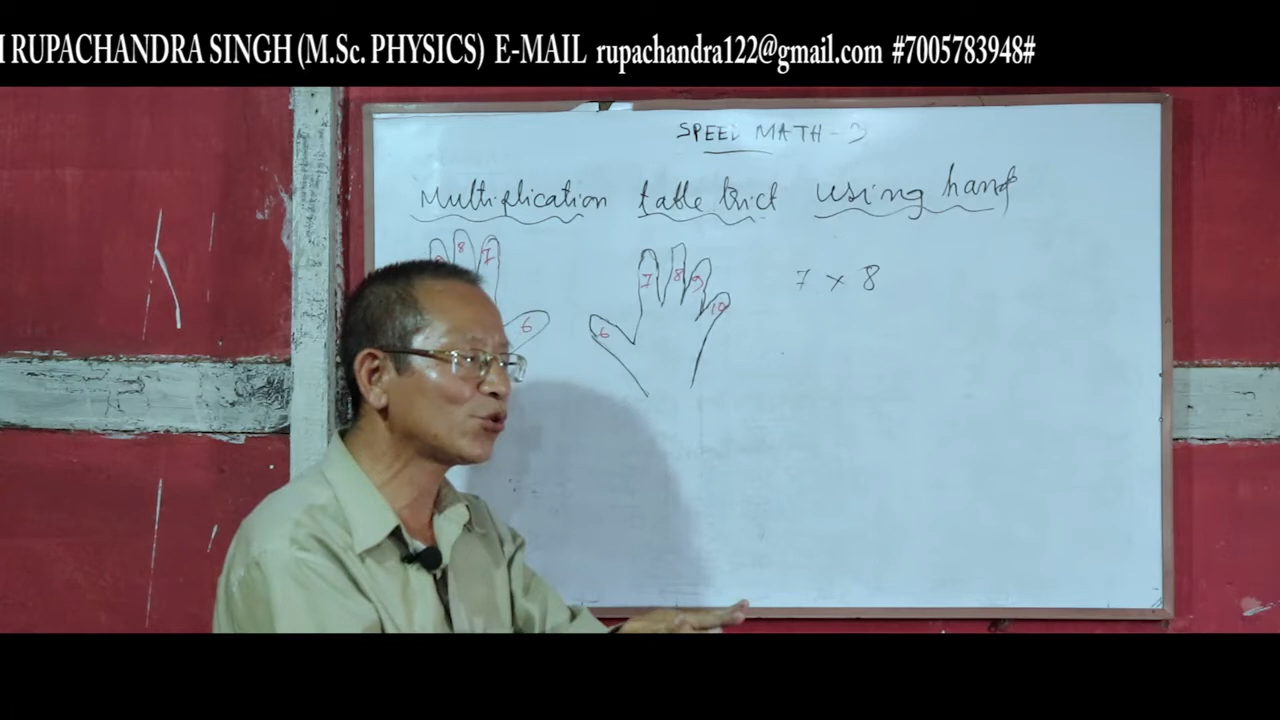 I RUPACHANDRA SINGH (M.Sc. PHYSICS) E-MAIL rupachandra122@gmail.com #7005783948#
SPEED MATH - 3
Multiplication table trick using hand
8 7 6
6 7 8 9 10
7 × 8